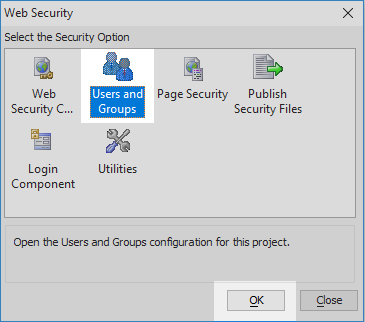 Web Security
Select the Security Option
Web
Security C...
Users and
Groups
Page Security
Publish
Security Files
Login
Component
Utilities
Open the Users and Groups configuration for this project.
OK
Close